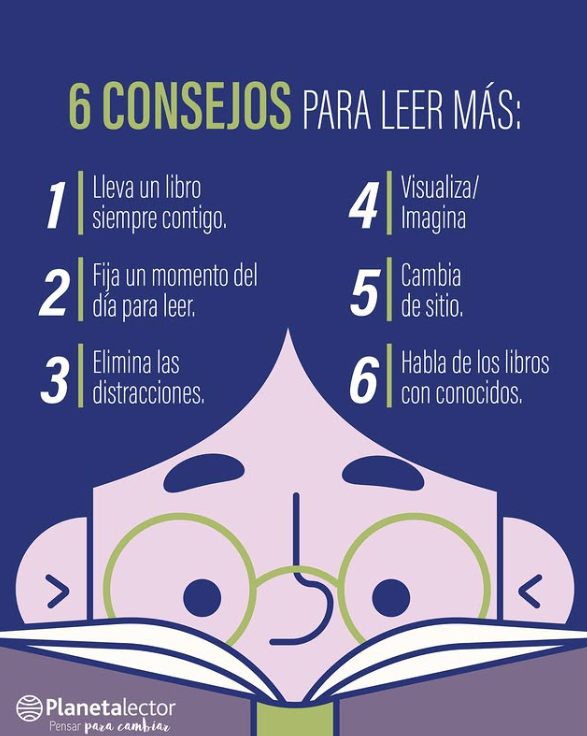 6 CONSEJOS PARA LEER MÁS:
1
Lleva un libro
siempre contigo.
2
Fija un momento del
día para leer.
3
Elimina las
distracciones.
4
Visualiza/
Imagina
5
Cambia
de sitio.
6
Habla de los libros
con conocidos.
Planetalector
Pensar para cambiar